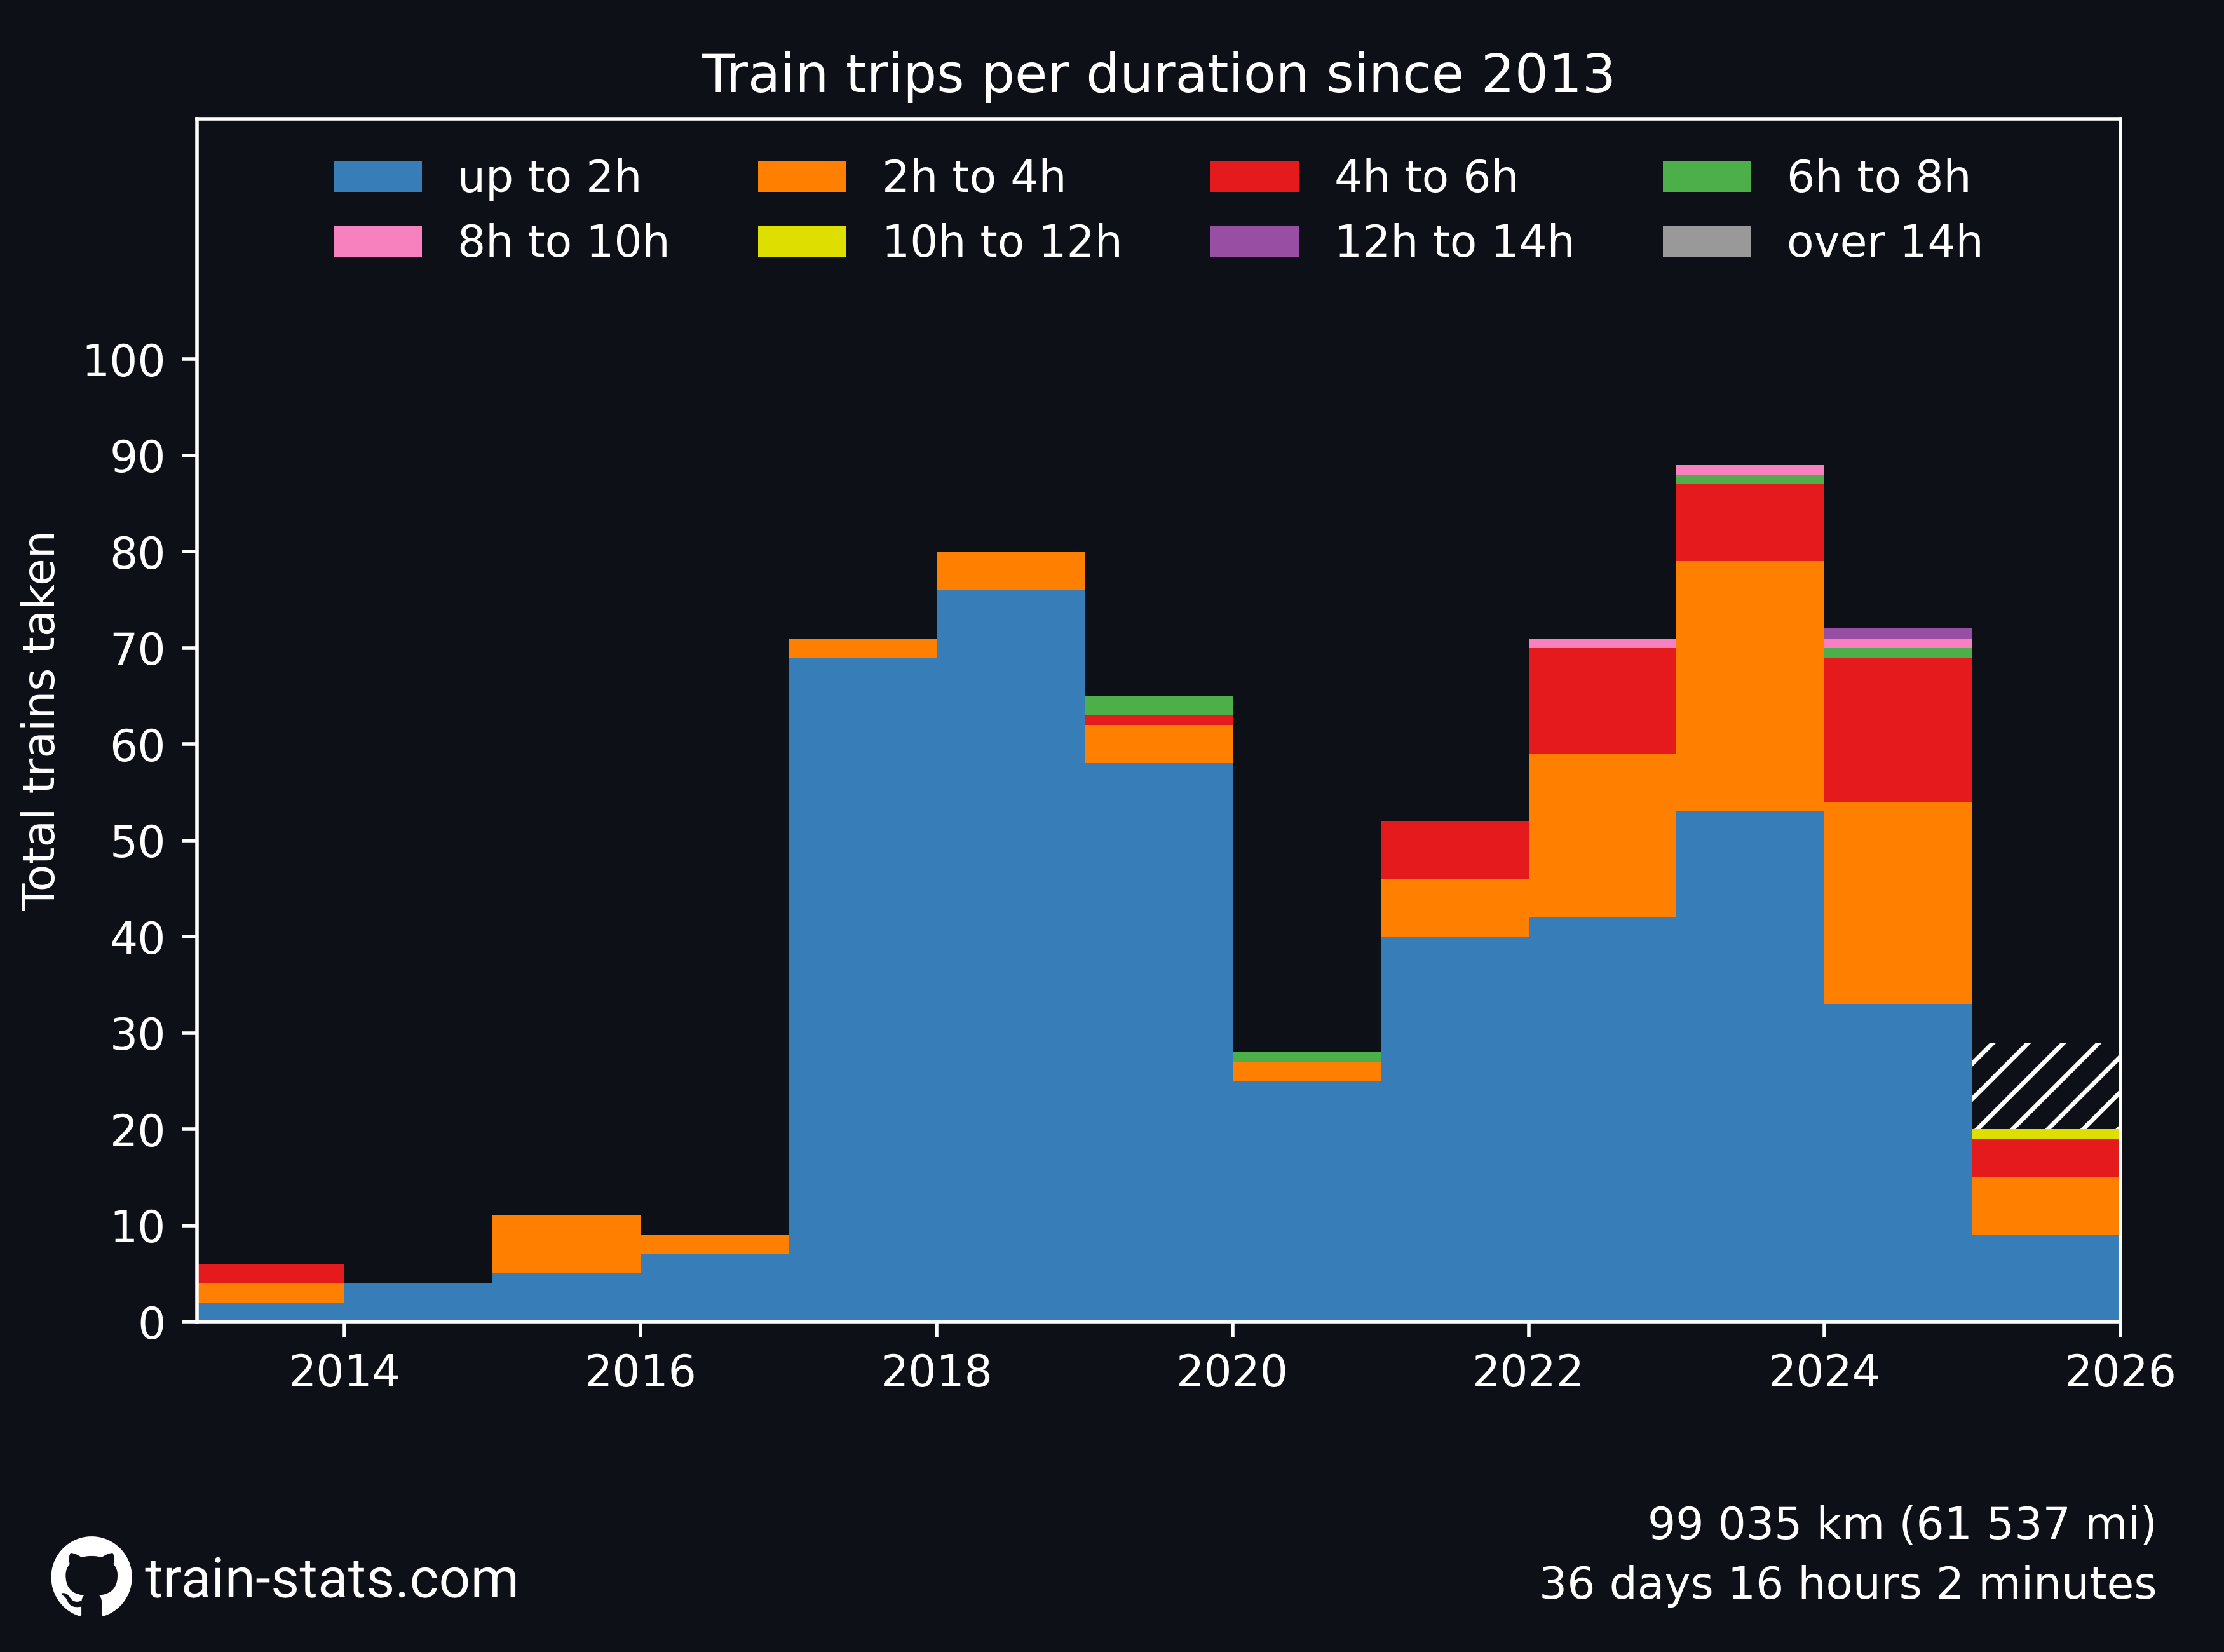 Train trips per duration since 2013
up to 2h 2h to 4h 4h to 6h 6h to 8h
8h to 10h 10h to 12h 12h to 14h over 14h
Total trains taken
100
90
80
70
60
50
40
30
20
10
0
2014 2016 2018 2020 2022 2024 2026
99 035 km (61 537 mi)
36 days 16 hours 2 minutes
train-stats.com